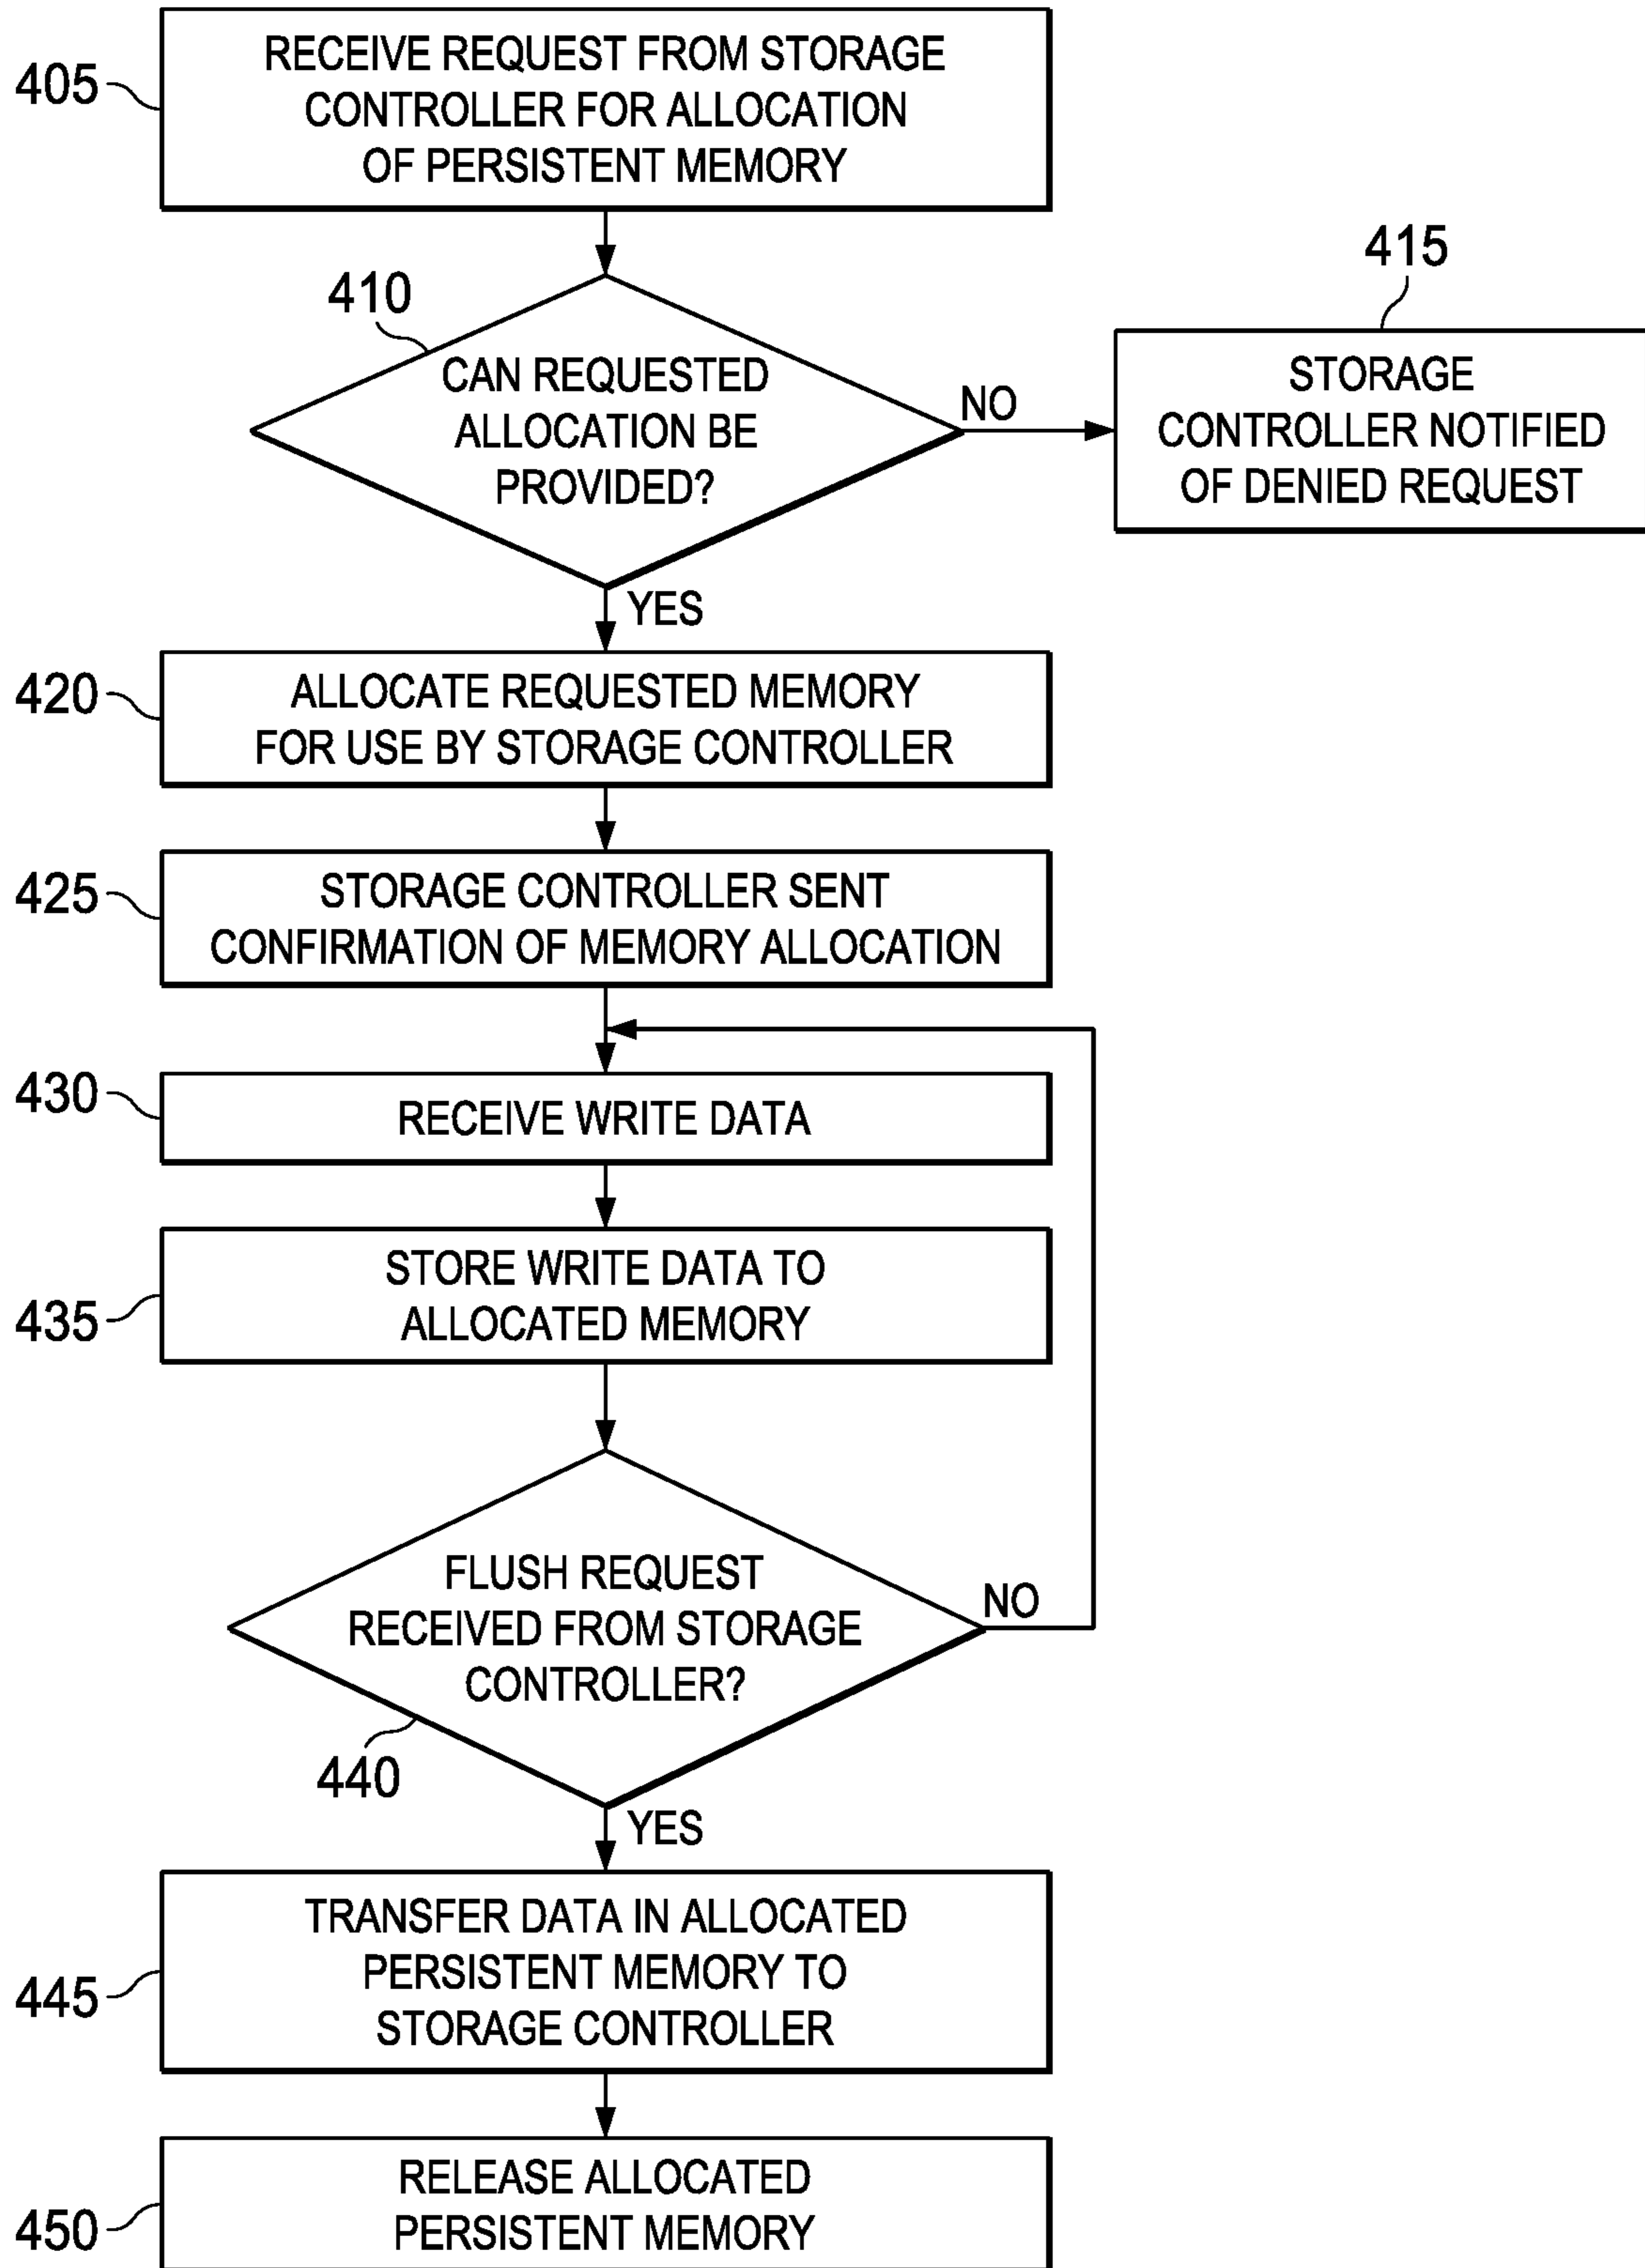 405
RECEIVE REQUEST FROM STORAGE
CONTROLLER FOR ALLOCATION
OF PERSISTENT MEMORY
410
CAN REQUESTED
ALLOCATION BE
PROVIDED?
NO
415
STORAGE
CONTROLLER NOTIFIED
OF DENIED REQUEST
YES
420
ALLOCATE REQUESTED MEMORY
FOR USE BY STORAGE CONTROLLER
425
STORAGE CONTROLLER SENT
CONFIRMATION OF MEMORY ALLOCATION
430
RECEIVE WRITE DATA
435
STORE WRITE DATA TO
ALLOCATED MEMORY
FLUSH REQUEST
RECEIVED FROM STORAGE
CONTROLLER?
NO
440
YES
445
TRANSFER DATA IN ALLOCATED
PERSISTENT MEMORY TO
STORAGE CONTROLLER
450
RELEASE ALLOCATED
PERSISTENT MEMORY